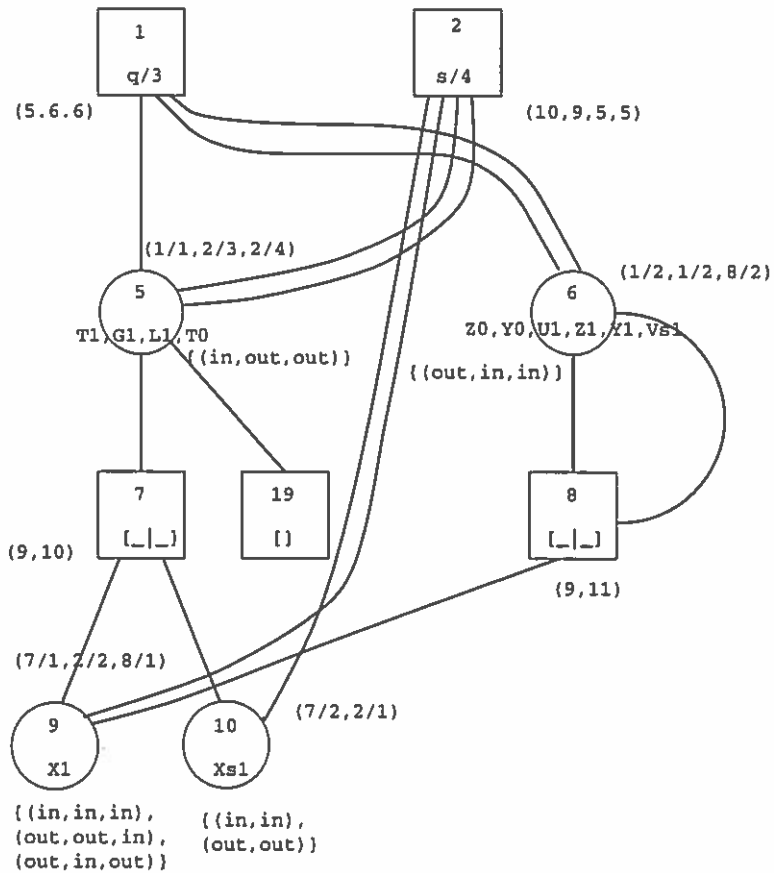 1
q/3
2
s/4
(5.6.6)
(10,9,5,5)
(1/1,2/3,2/4)
5
T1,G1,L1,T0
{(in,out,out)}
(1/2,1/2,8/2)
6
Z0,Y0,U1,Z1,Y1,Vs1
{(out,in,in)}
7
[_|_]
(9,10)
19
[]
8
[_|_]
(9,11)
(7/1,2/2,8/1)
9
X1
10
Xs1
(7/2,2/1)
{(in,in,in),
(out,out,in),
(out,in,out)}
{(in,in),
(out,out)}